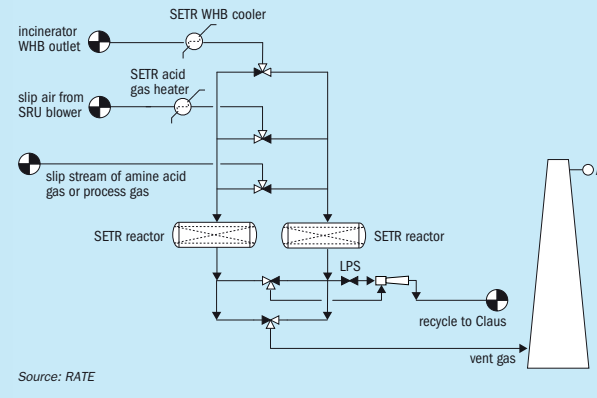 SETR WHB cooler
incinerator
WHB outlet
SETR acid
gas heater
slip air from
SRU blower
slip stream of amine acid
gas or process gas
SETR reactor
SETR reactor
LPS
recycle to Claus
vent gas
Source: RATE